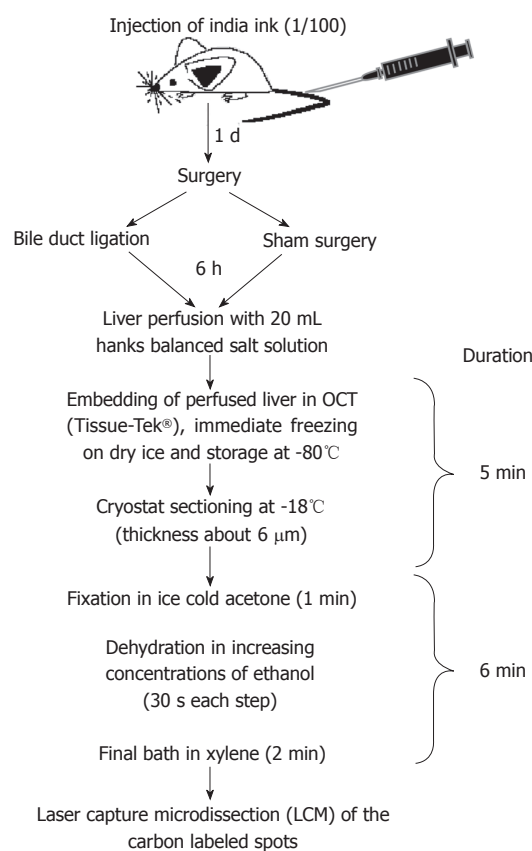 Injection of india ink (1/100)
1 d
Surgery
Bile duct ligation
Sham surgery
6 h
Liver perfusion with 20 mL
hanks balanced salt solution
Duration
Embedding of perfused liver in OCT
(Tissue-Tek®), immediate freezing
on dry ice and storage at -80℃
5 min
Cryostat sectioning at -18℃
(thickness about 6 μm)
Fixation in ice cold acetone (1 min)
Dehydration in increasing
concentrations of ethanol
(30 s each step)
6 min
Final bath in xylene (2 min)
Laser capture microdissection (LCM) of the
carbon labeled spots